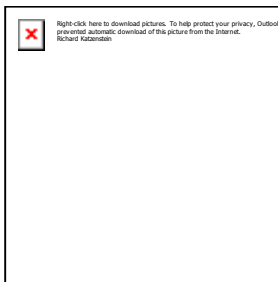 Right-click here to download pictures. To help protect your privacy, Outlook
prevented automatic download of this picture from the Internet.
Richard Katzenstein